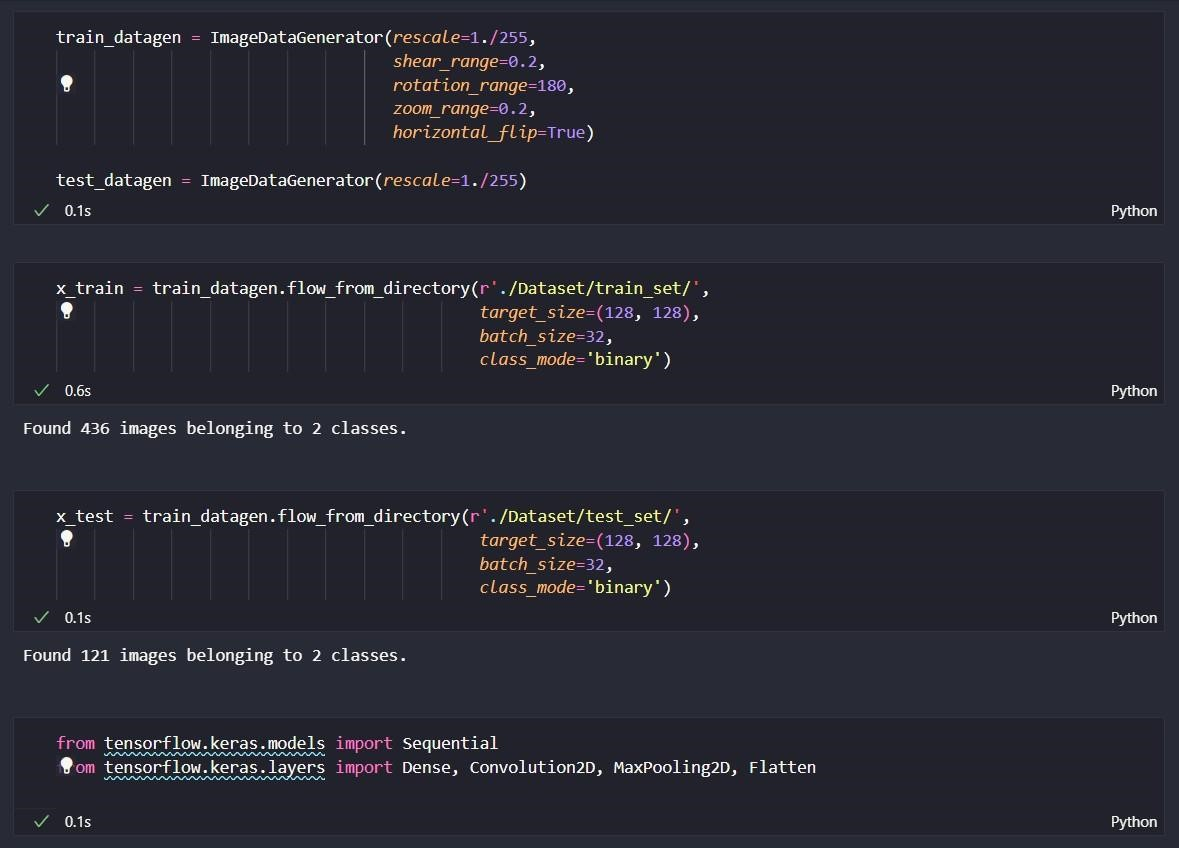 train_datagen = ImageDataGenerator(rescale=1./255,
shear_range=0.2,
rotation_range=180,
zoom_range=0.2,
horizontal_flip=True)
test_datagen = ImageDataGenerator(rescale=1./255)
0.1s
Python
x_train = train_datagen.flow_from_directory(r'./Dataset/train_set/',
target_size=(128, 128),
batch_size=32,
class_mode='binary')
0.6s
Python
Found 436 images belonging to 2 classes.
x_test = train_datagen.flow_from_directory(r'./Dataset/test_set/',
target_size=(128, 128),
batch_size=32,
class_mode='binary')
0.1s
Python
Found 121 images belonging to 2 classes.
from tensorflow.keras.models import Sequential
from tensorflow.keras.layers import Dense, Convolution2D, MaxPooling2D, Flatten
0.1s
Python